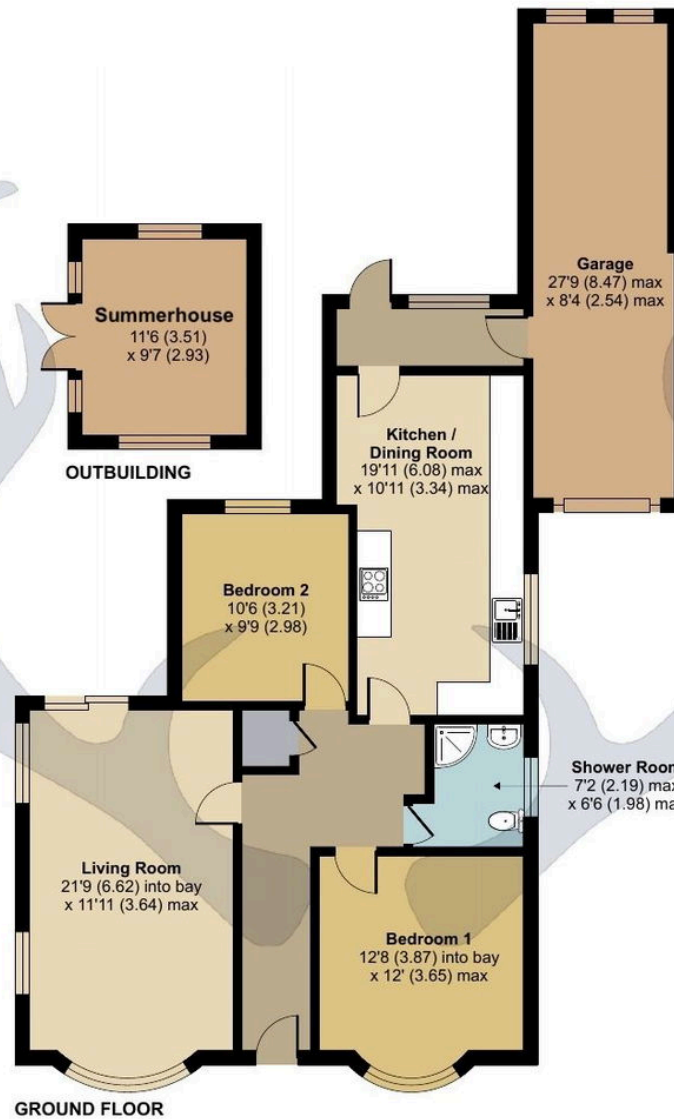 Garage
27'9 (8.47) max
x 8'4 (2.54) max
Summerhouse
11'6 (3.51)
x 9'7 (2.93)
OUTBUILDING
Kitchen /
Dining Room
19'11 (6.08) max
x 10'11 (3.34) max
Bedroom 2
10'6 (3.21)
x 9'9 (2.98)
Shower Room
7'2 (2.19) max
x 6'6 (1.98) ma
Living Room
21'9 (6.62) into bay
x 11'11 (3.64) max
Bedroom 1
12'8 (3.87) into bay
x 12' (3.65) max
GROUND FLOOR